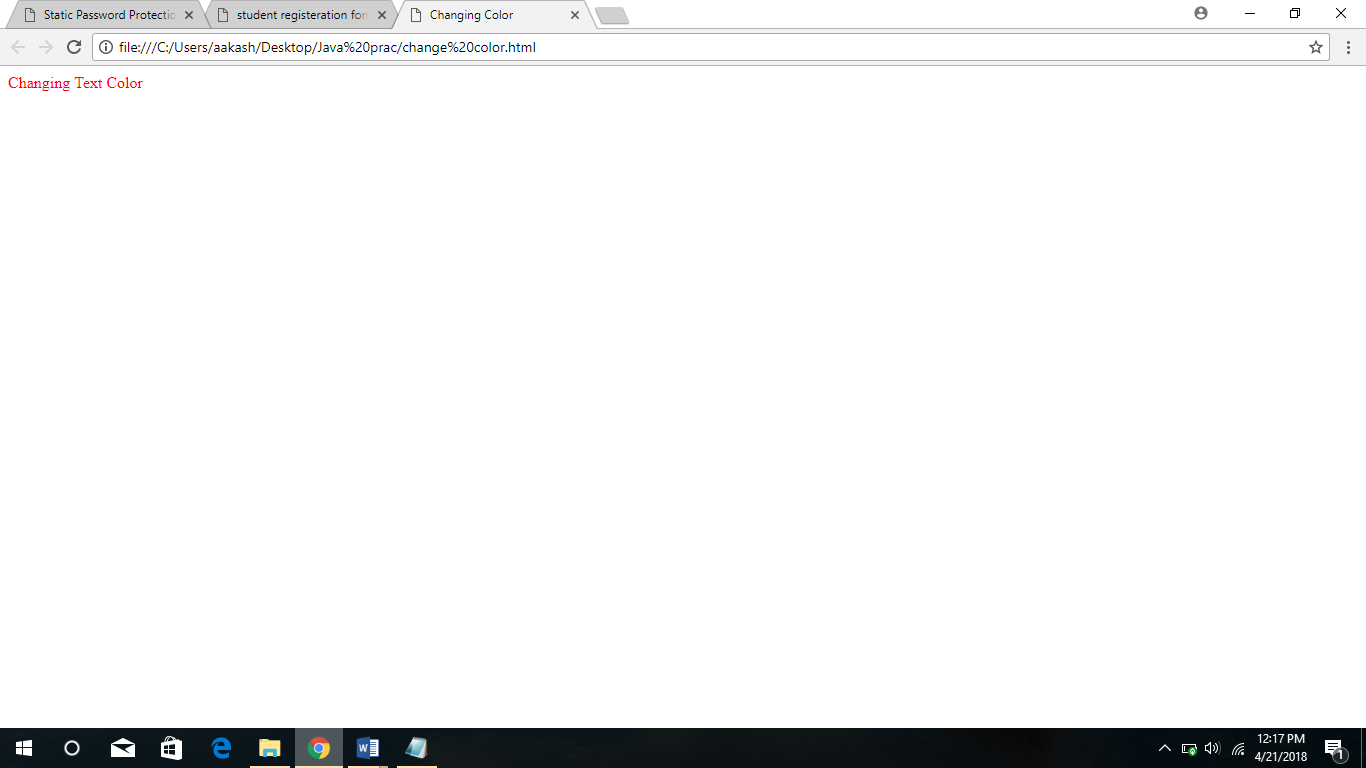 Static Password Protectio
student registeration for
Changing Color
file:///C:/Users/aakash/Desktop/Java%20prac/change%20color.html
Changing Text Color
12:17 PM
4/21/2018
1